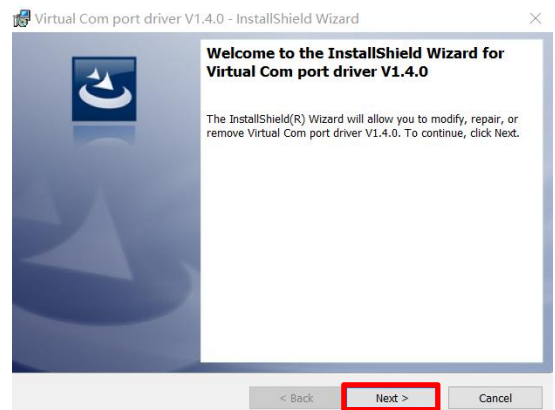 Virtual Com port driver V1.4.0 - InstallShield Wizard
Welcome to the InstallShield Wizard for
Virtual Com port driver V1.4.0
The InstallShield(R) Wizard will allow you to modify, repair, or
remove Virtual Com port driver V1.4.0. To continue, click Next.
< Back Next > Cancel